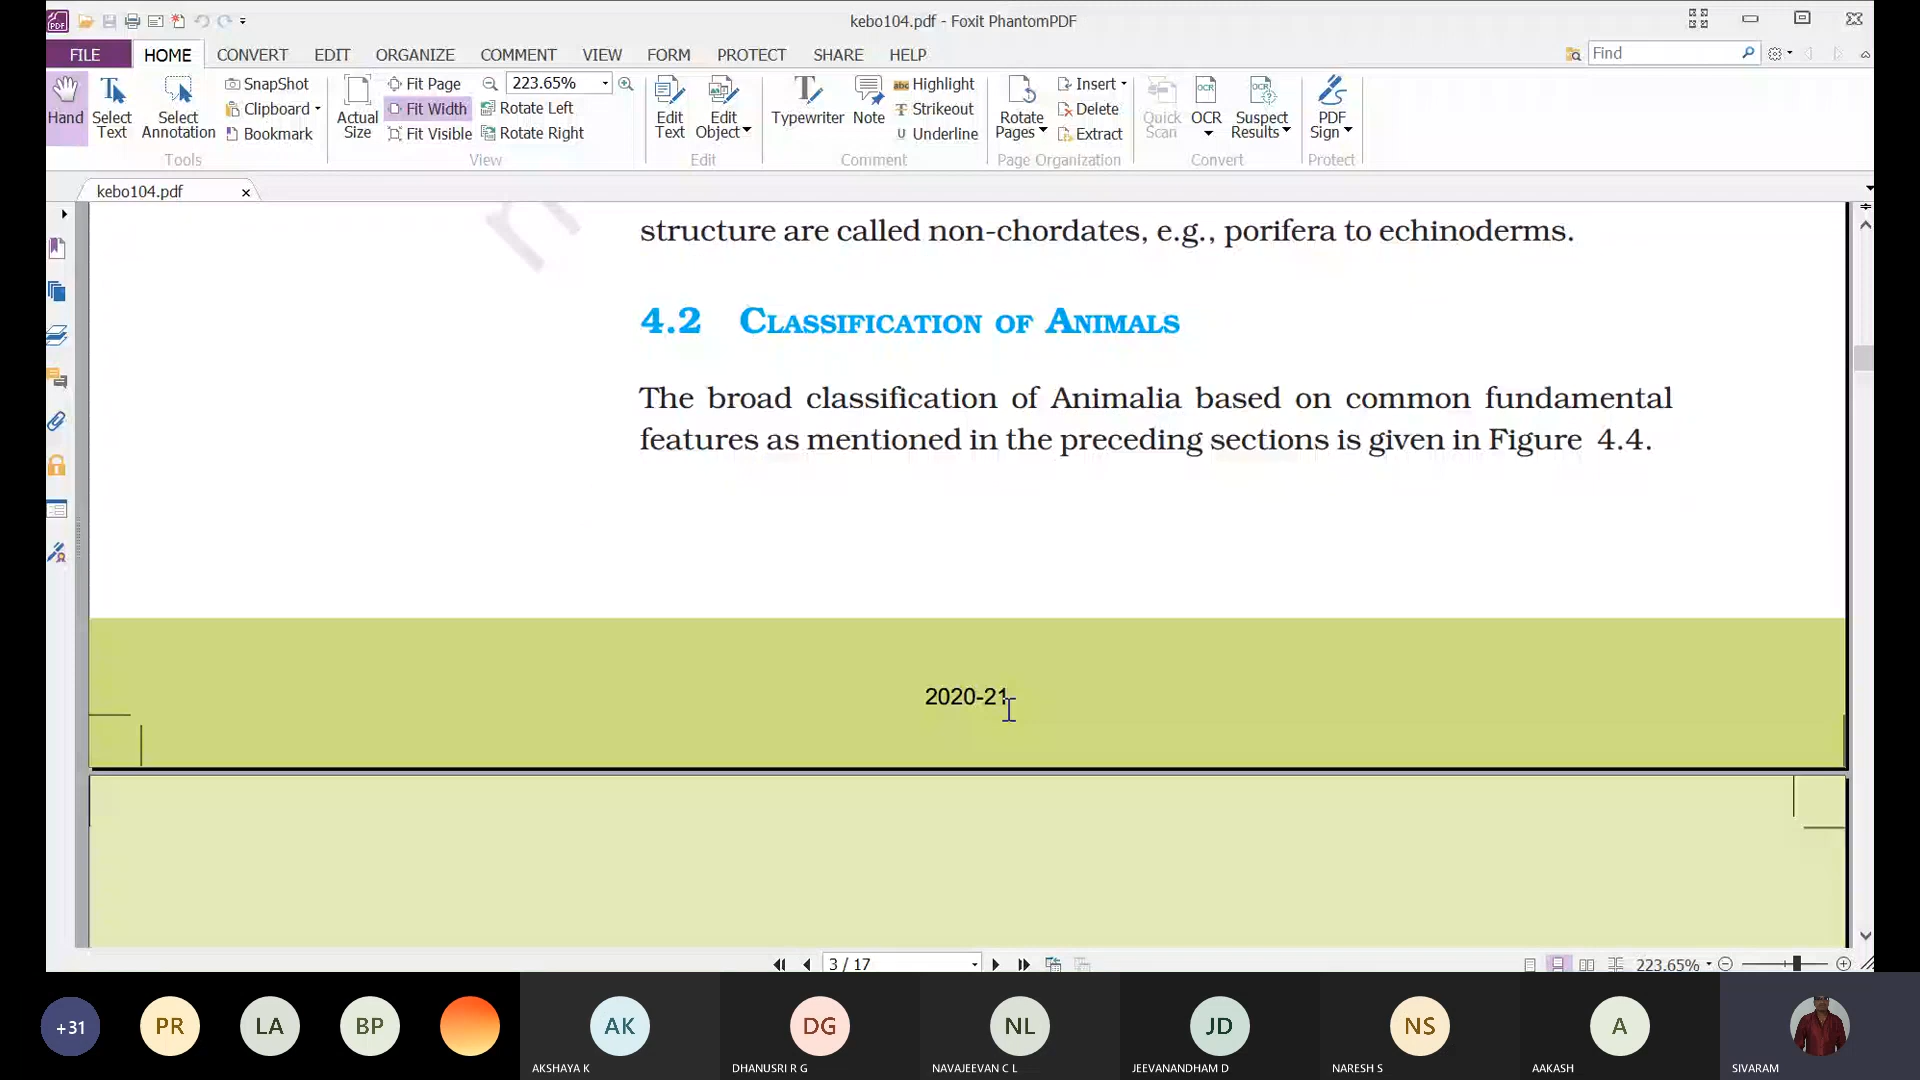 kebo104.pdf - Foxit PhantomPDF
FILE HOME CONVERT EDIT ORGANIZE COMMENT VIEW FORM PROTECT SHARE HELP Find
Hand
Select Text
Select Annotation
SnapShot
Clipboard
Bookmark
Tools
Actual Size
Fit Page
Fit Width
Fit Visible
223.65%
Rotate Left
Rotate Right
View
Edit Text
Edit Object
Edit
Typewriter
Note
Highlight
Strikeout
Underline
Comment
Rotate Pages
Insert
Delete
Extract
Page Organization
Quick Scan
OCR
Suspect Results
Convert
PDF Sign
Protect
kebo104.pdf
structure are called non-chordates, e.g., porifera to echinoderms.
4.2 CLASSIFICATION OF ANIMALS
The broad classification of Animalia based on common fundamental
features as mentioned in the preceding sections is given in Figure 4.4.
2020-21
3 / 17
223.65%
+31 PR LA BP AK DG NL JD NS A
AKSHAYA K DHANUSRI R G NAVAJEEVAN C L JEEVANANDHAM D NARESH S AAKASH SIVARAM